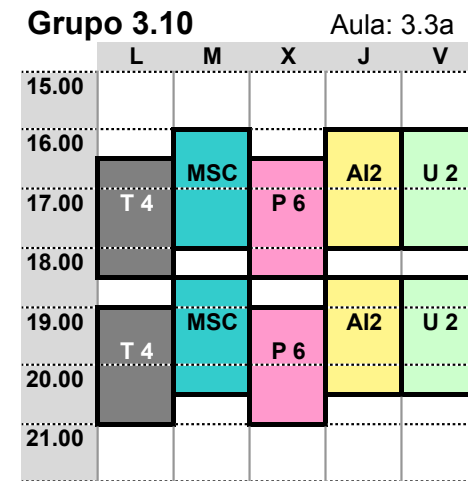 Grupo 3.10 Aula: 3.3a
L M X J V
15.00
16.00
MSC AI2 U 2
17.00 T 4 P 6
18.00
19.00 MSC AI2 U 2
T 4 P 6
20.00
21.00